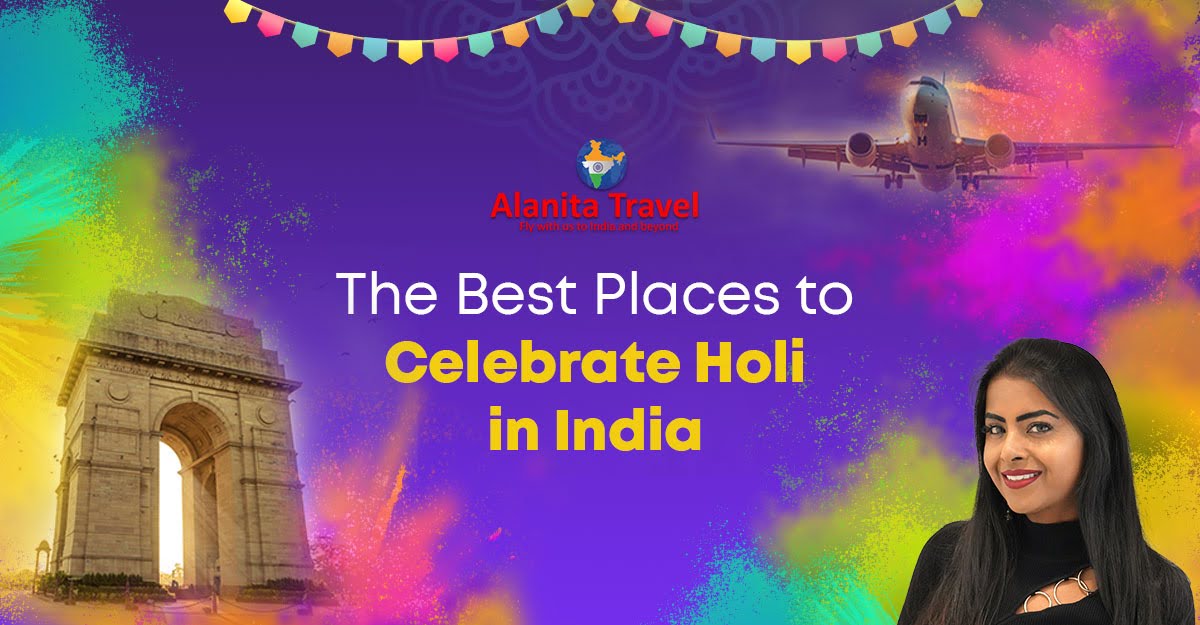 Alanita Travel
Fly with us to India and beyond
The Best Places to
Celebrate Holi
in India